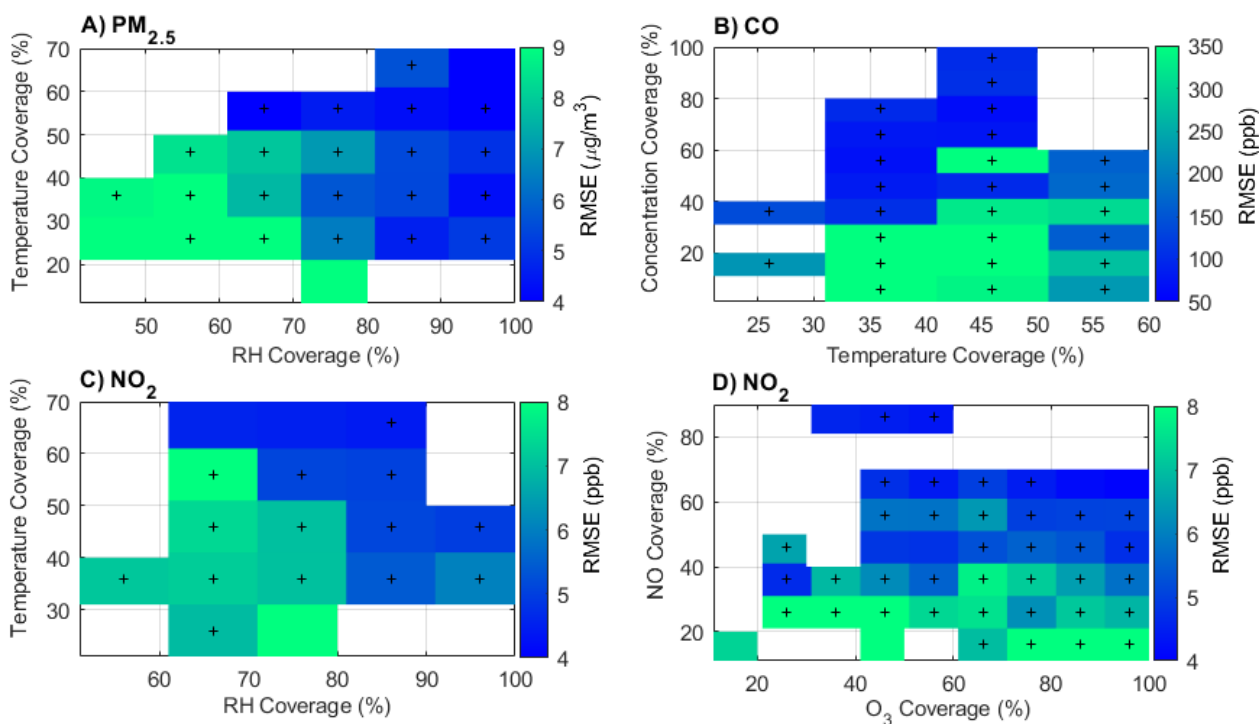 A) PM2.5
Temperature Coverage (%)
70
60
50
40
30
20
50 60 70 80 90 100
RH Coverage (%)
9
8
7
6
5
4
RMSE (μg/m³)
B) CO
Concentration Coverage (%)
100
80
60
40
20
25 30 35 40 45 50 55 60
Temperature Coverage (%)
350
300
250
200
150
100
50
RMSE (ppb)
C) NO2
Temperature Coverage (%)
70
60
50
40
30
60 70 80 90 100
RH Coverage (%)
8
7
6
5
4
RMSE (ppb)
D) NO2
NO Coverage (%)
80
60
40
20
20 40 60 80 100
O3 Coverage (%)
8
7
6
5
4
RMSE (ppb)